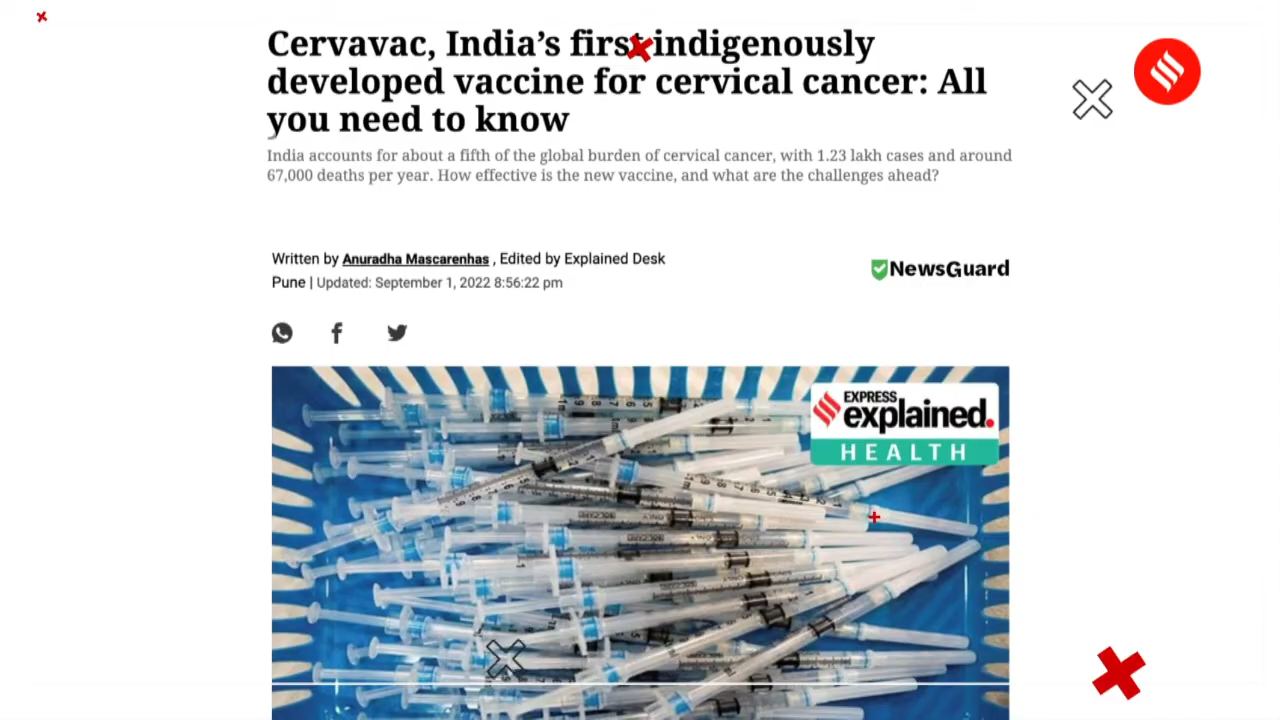 Cervavac, India's first indigenously
developed vaccine for cervical cancer: All
you need to know
India accounts for about a fifth of the global burden of cervical cancer, with 1.23 lakh cases and around
67,000 deaths per year. How effective is the new vaccine, and what are the challenges ahead?
Written by Anuradha Mascarenhas , Edited by Explained Desk
NewsGuard
Pune | Updated: September 1, 2022 8:56:22 pm
EXPRESS
explained.
HEALTH